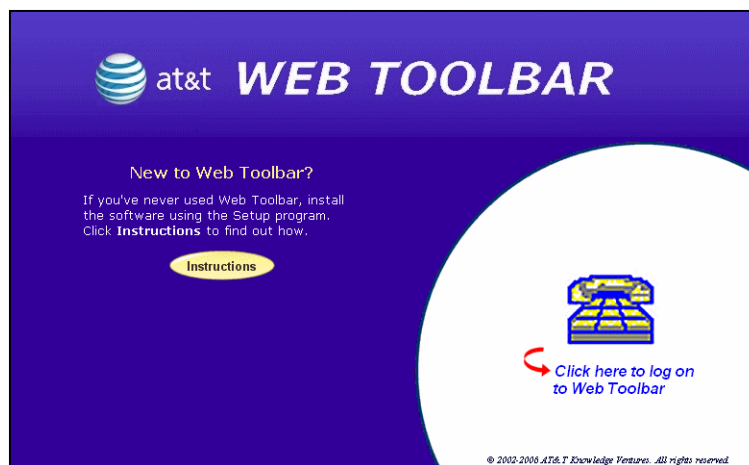 at&t WEB TOOLBAR
New to Web Toolbar?
If you've never used Web Toolbar, install
the software using the Setup program.
Click Instructions to find out how.
Instructions
Click here to log on
to Web Toolbar
© 2002-2006 AT&T Knowledge Ventures. All rights reserved.